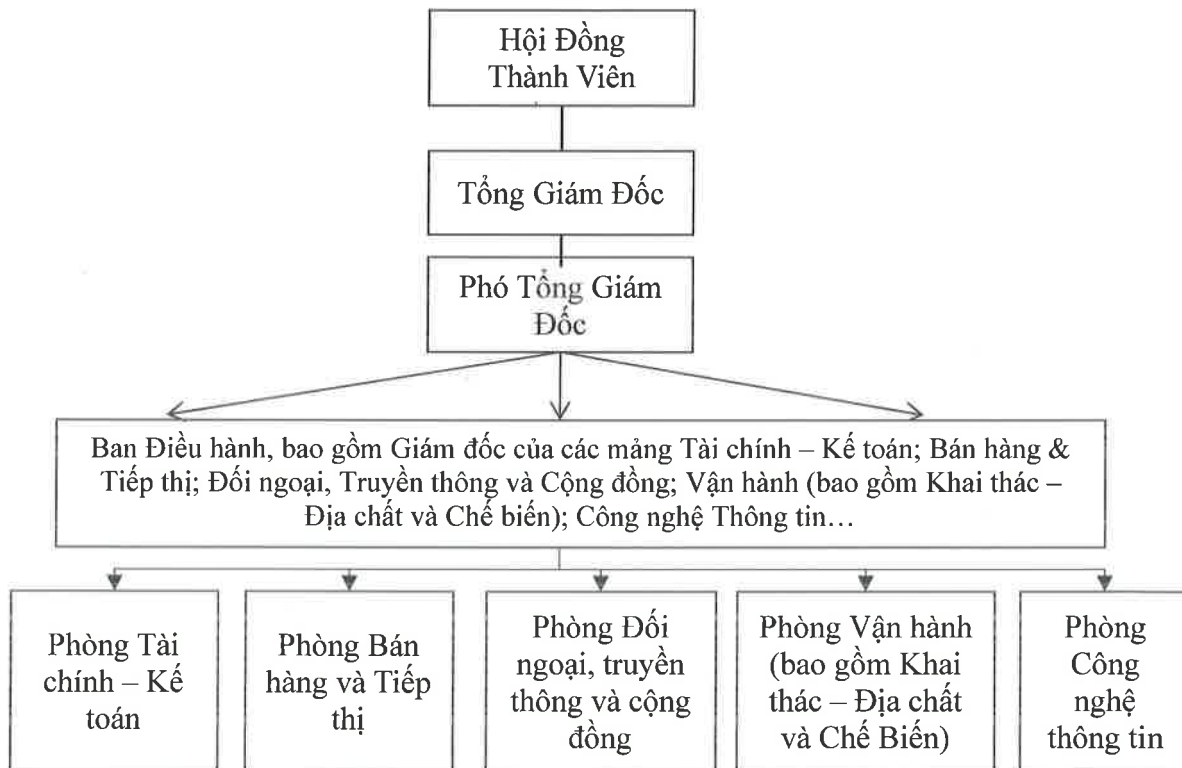 Hội Đồng
Thành Viên
Tổng Giám Đốc
Phó Tổng Giám
Đốc
Ban Điều hành, bao gồm Giám đốc của các mảng Tài chính – Kế toán; Bán hàng &
Tiếp thị; Đối ngoại, Truyền thông và Cộng đồng; Vận hành (bao gồm Khai thác –
Địa chất và Chế biến); Công nghệ Thông tin…
Phòng Tài
chính – Kế
toán
Phòng Bán
hàng và Tiếp
thị
Phòng Đối
ngoại, truyền
thông và cộng
đồng
Phòng Vận hành
(bao gồm Khai
thác – Địa chất
và Chế Biến)
Phòng
Công
nghệ
thông tin